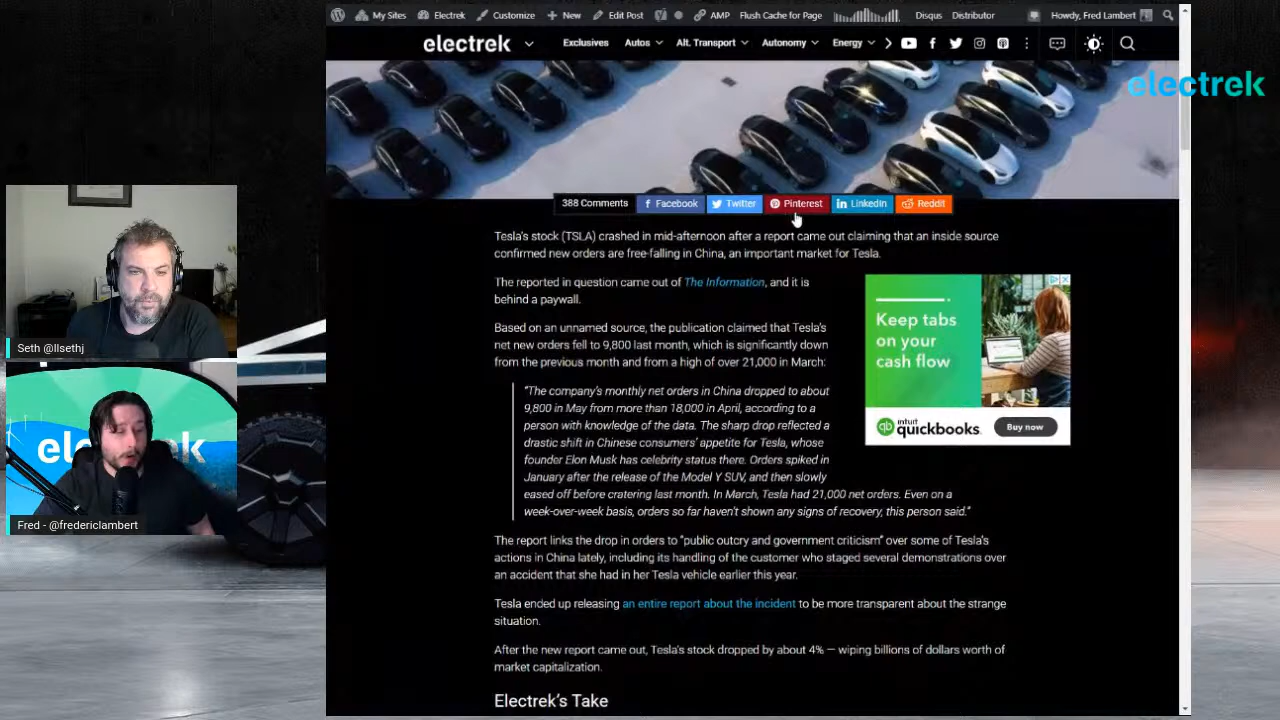 My Sites Electrek Customize New Edit Post AMP Flush Cache for Page Disqus Distributor Howdy, Fred Lambert
electrek Exclusives Autos Alt. Transport Autonomy Energy
electrek
388 Comments Facebook Twitter Pinterest LinkedIn Reddit
Tesla's stock (TSLA) crashed in mid-afternoon after a report came out claiming that an inside source
confirmed new orders are free-falling in China, an important market for Tesla.
The reported in question came out of The Information, and it is
behind a paywall.
Based on an unnamed source, the publication claimed that Tesla's
net new orders fell to 9,800 last month, which is significantly down
from the previous month and from a high of over 21,000 in March:
"The company's monthly net orders in China dropped to about
9,800 in May from more than 18,000 in April, according to a
person with knowledge of the data. The sharp drop reflected a
drastic shift in Chinese consumers' appetite for Tesla, whose
founder Elon Musk has celebrity status there. Orders spiked in
January after the release of the Model Y SUV, and then slowly
eased off before cratering last month. In March, Tesla had 21,000 net orders. Even on a
week-over-week basis, orders so far haven't shown any signs of recovery, this person said."
The report links the drop in orders to "public outcry and government criticism" over some of Tesla's
actions in China lately, including its handling of the customer who staged several demonstrations over
an accident that she had in her Tesla vehicle earlier this year.
Tesla ended up releasing an entire report about the incident to be more transparent about the strange
situation.
After the new report came out, Tesla's stock dropped by about 4% — wiping billions of dollars worth of
market capitalization.
Electrek's Take
Keep tabs
on your
cash flow
intuit
quickbooks.
Buy now
Seth @llsethj
Fred - @fredericlambert